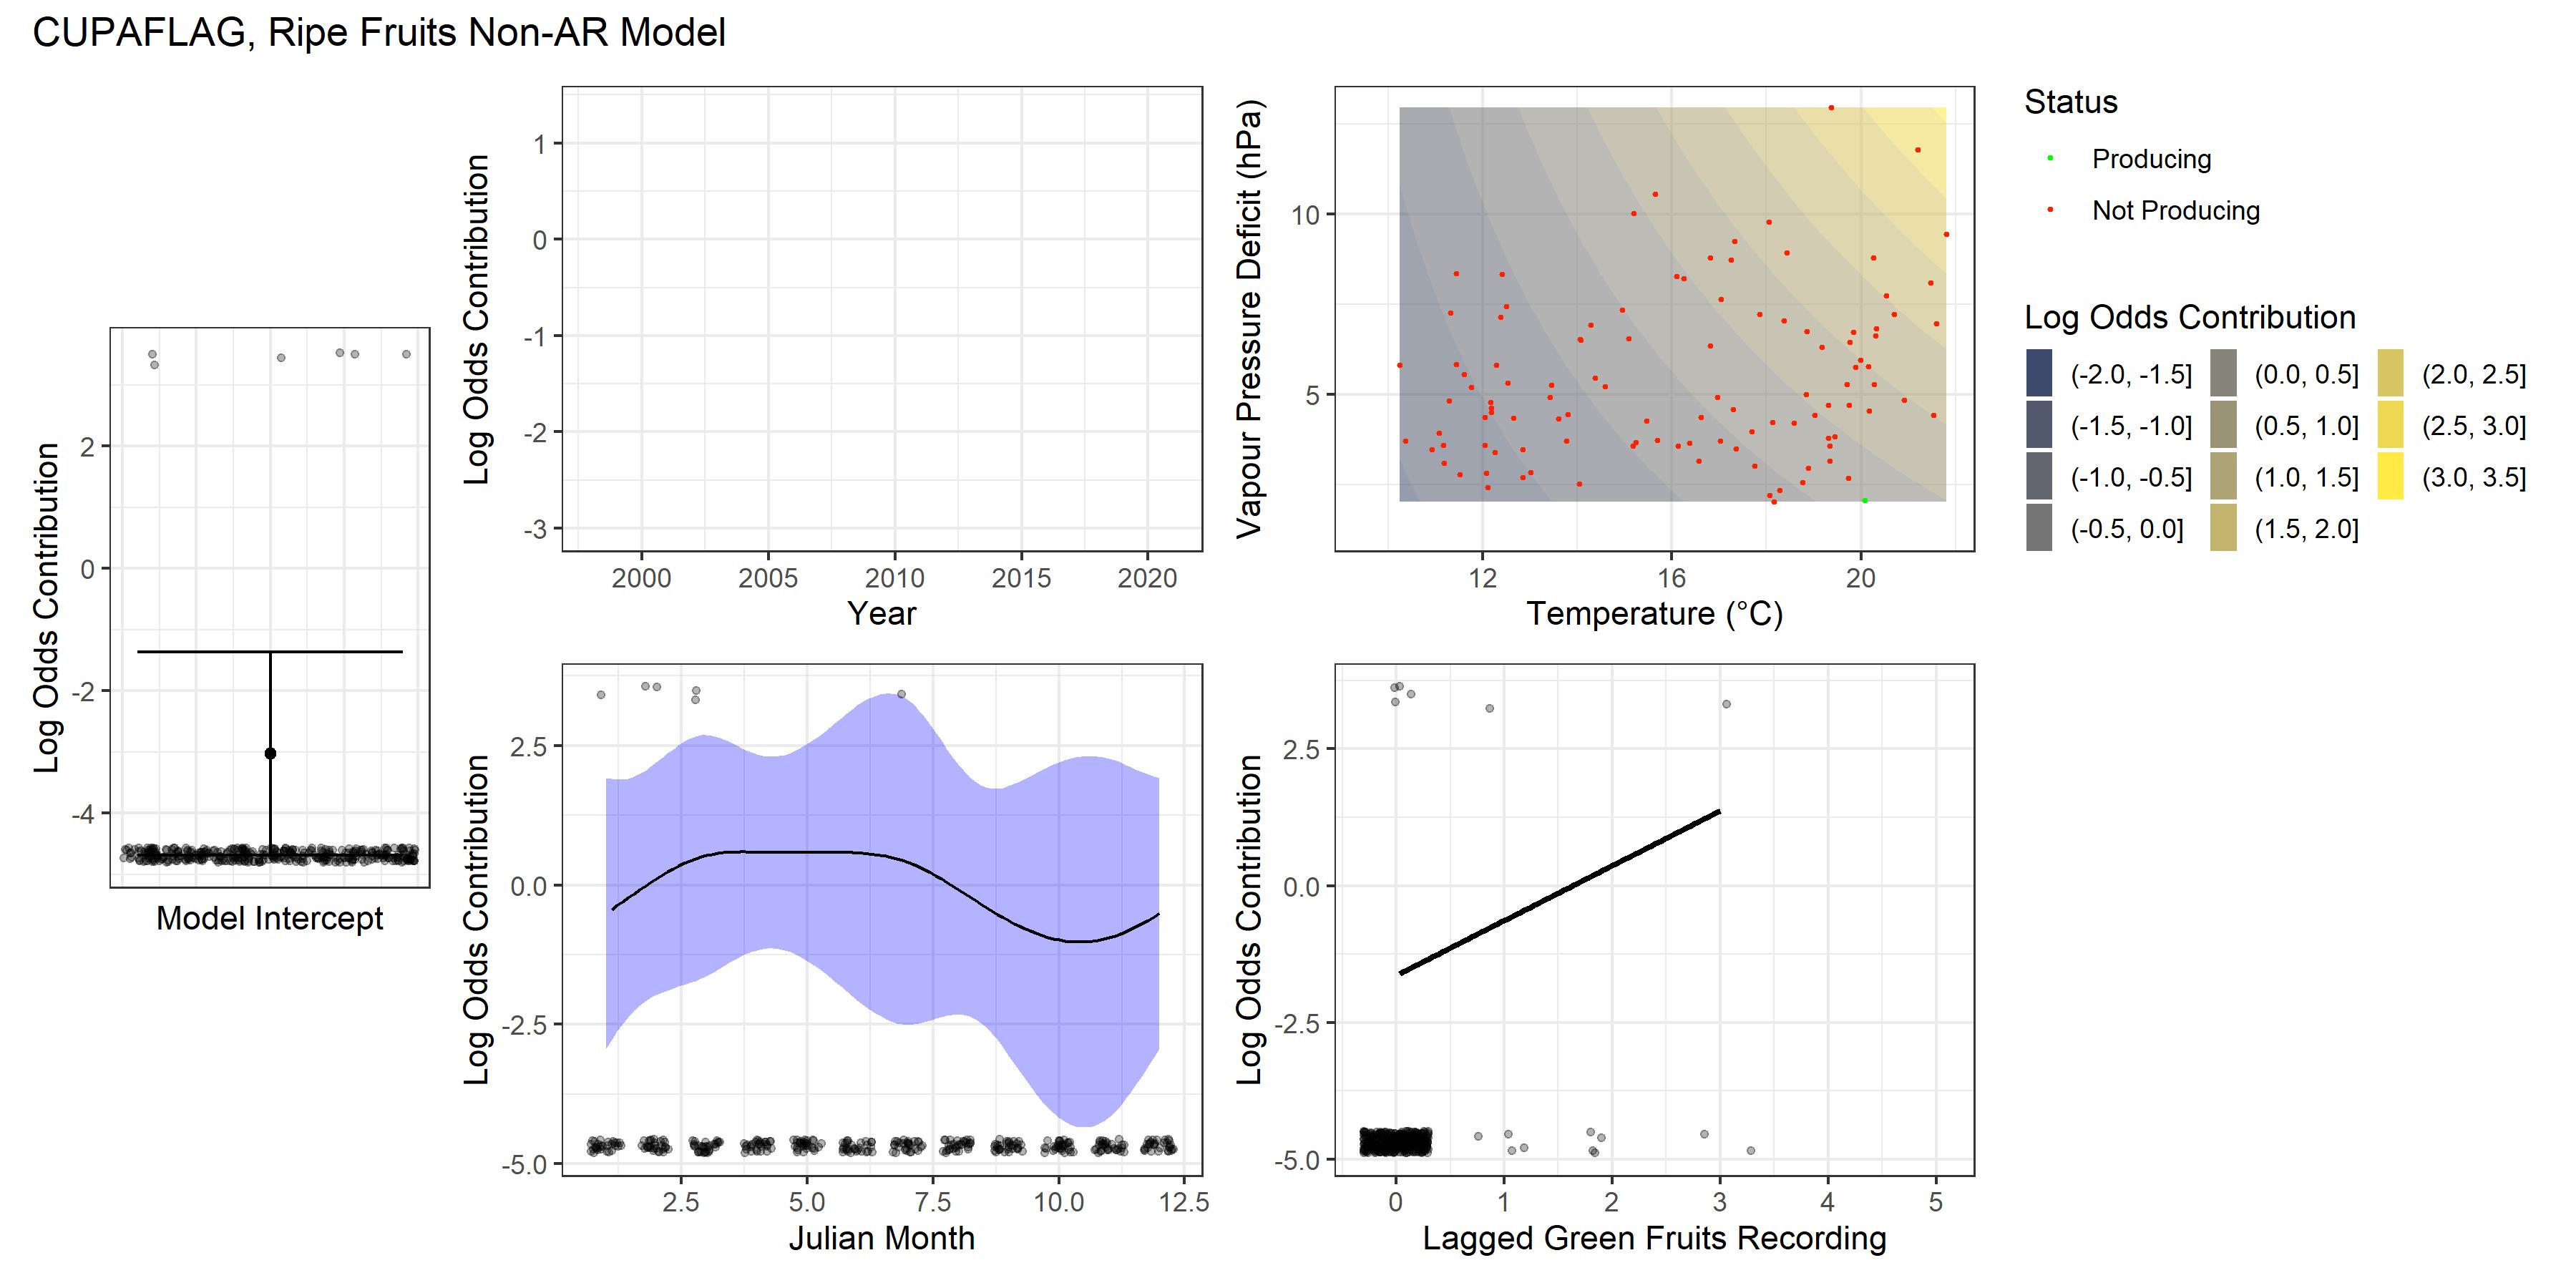 CUPAFLAG, Ripe Fruits Non-AR Model
Log Odds Contribution
2
0
-2
-4
Model Intercept
Log Odds Contribution
1
0
-1
-2
-3
2000 2005 2010 2015 2020
Year
Vapour Pressure Deficit (hPa)
10
5
12 16 20
Temperature (°C)
Status
Producing
Not Producing
Log Odds Contribution
(-2.0, -1.5] (0.0, 0.5] (2.0, 2.5]
(-1.5, -1.0] (0.5, 1.0] (2.5, 3.0]
(-1.0, -0.5] (1.0, 1.5] (3.0, 3.5]
(-0.5, 0.0] (1.5, 2.0]
Log Odds Contribution
2.5
0.0
-2.5
-5.0
2.5 5.0 7.5 10.0 12.5
Julian Month
Log Odds Contribution
2.5
0.0
-2.5
-5.0
0 1 2 3 4 5
Lagged Green Fruits Recording